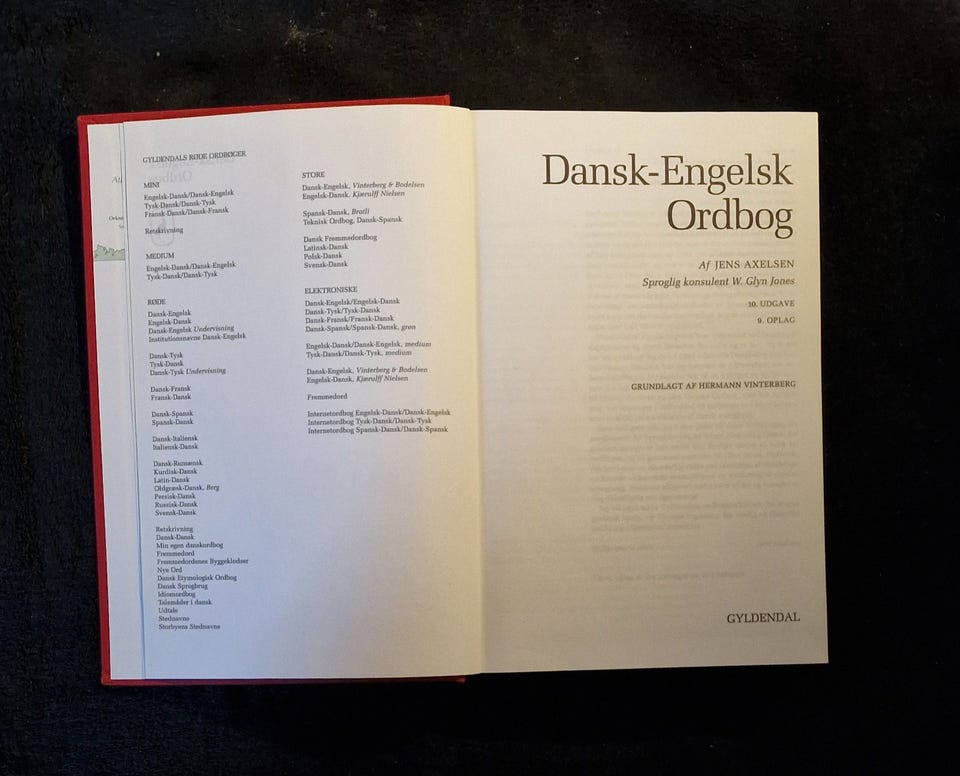 GYLDENDALS RØDE ORDBØGER
MINI
Engelsk-Dansk/Dansk-Engelsk
Tysk-Dansk/Dansk-Tysk
Fransk-Dansk/Dansk-Fransk
Retskrivning
MEDIUM
Engelsk-Dansk/Dansk-Engelsk
Tysk-Dansk/Dansk-Tysk
RØDE
Dansk-Engelsk
Engelsk-Dansk
Dansk-Engelsk Undervisning
Institutionsnavne Dansk-Engelsk
Dansk-Tysk
Tysk-Dansk
Dansk-Tysk Undervisning
Dansk-Fransk
Fransk-Dansk
Dansk-Spansk
Spansk-Dansk
Dansk-Italiensk
Italiensk-Dansk
Dansk-Rumænsk
Kurdisk-Dansk
Latin-Dansk
Oldgræsk-Dansk, Berg
Persisk-Dansk
Russisk-Dansk
Svensk-Dansk
Retskrivning
Dansk-Dansk
Min egen danskordbog
Fremmedord
Fremmedordenes Byggeklodser
Nye Ord
Dansk Etymologisk Ordbog
Dansk Sprogbrug
Idiomordbog
Talemåder i dansk
Udtale
Stednavne
Storbyens Stednavne
STORE
Dansk-Engelsk, Vinterberg & Bodelsen
Engelsk-Dansk, Kjærulff Nielsen
Spansk-Dansk, Bratli
Teknisk Ordbog, Dansk-Spansk
Dansk Fremmedordbog
Latinsk-Dansk
Polsk-Dansk
Svensk-Dansk
ELEKTRONISKE
Dansk-Engelsk/Engelsk-Dansk
Dansk-Tysk/Tysk-Dansk
Dansk-Fransk/Fransk-Dansk
Dansk-Spansk/Spansk-Dansk, grøn
Engelsk-Dansk/Dansk-Engelsk, medium
Tysk-Dansk/Dansk-Tysk, medium
Dansk-Engelsk, Vinterberg & Bodelsen
Engelsk-Dansk, Kjærulff Nielsen
Fremmedord
Internetordbog Engelsk-Dansk/Dansk-Engelsk
Internetordbog Tysk-Dansk/Dansk-Tysk
Internetordbog Spansk-Dansk/Dansk-Spansk
Dansk-Engelsk
Ordbog
Af JENS AXELSEN
Sproglig konsulent W. Glyn Jones
10. UDGAVE
9. OPLAG
GRUNDLAGT AF HERMANN VINTERBERG
GYLDENDAL